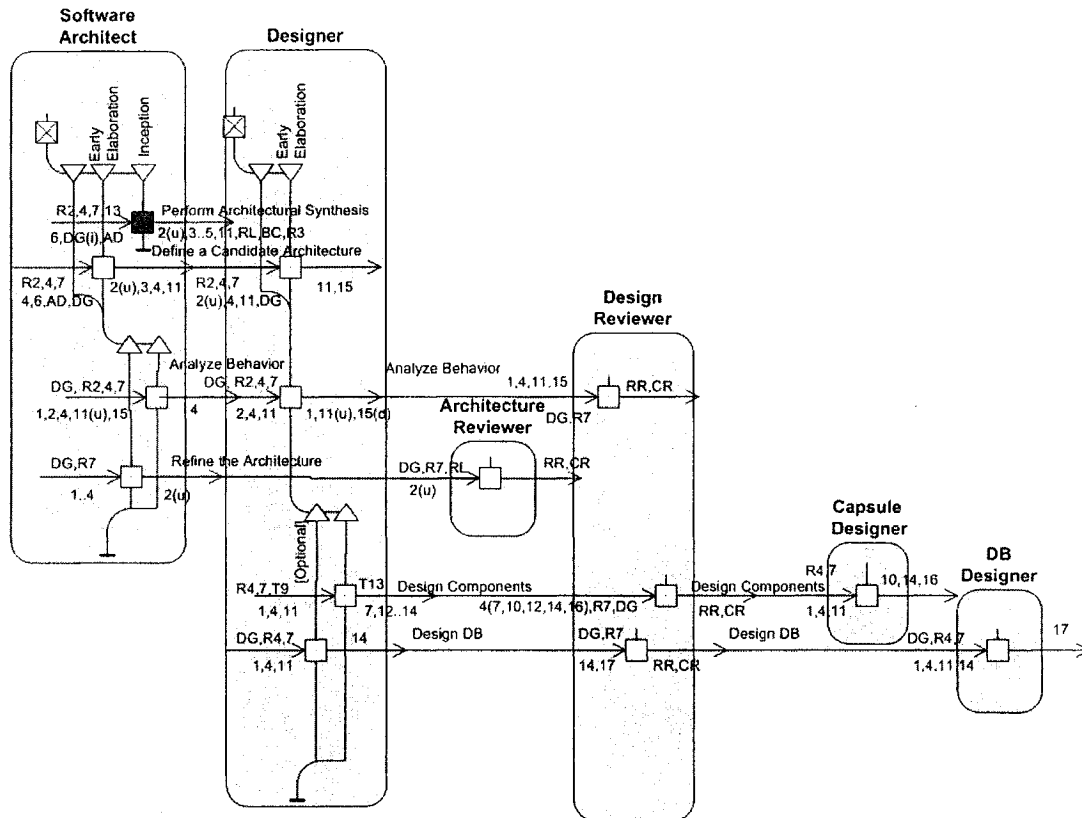 Software
Architect
Designer
Early
Elaboration
Inception
Early
Elaboration
R2,4,7,13
Perform Architectural Synthesis
6,DG(i),AD
2(u),3..5,11,RL,BC,R3
Define a Candidate Architecture
R2,4,7
4,6,AD,DG
2(u),3,4,11
R2,4,7
2(u),4,11,DG
11,15
Design
Reviewer
Analyze Behavior
Analyze Behavior
DG, R2,4,7
DG, R2,4,7
1,4,11.15
RR,CR
1,2,4,11(u),15
4
2,4,11
1,11(u),15(d)
DG,R7
Architecture
Reviewer
DG,R7
Refine the Architecture
DG,R7,RL
RR,CR
1..4
2(u)
2(u)
Capsule
Designer
DB
Designer
[Optional]
R4,7,T9
T13
Design Components
Design Components
R4,7
10,14,16
1,4,11
7,12..14
4(7,10,12,14,16),R7,DG
RR,CR
1,4,11
DG,R4,7
14
Design DB
DG,R7
Design DB
DG,R4,7
17
1,4,11
14,17
RR,CR
1,4.11.14